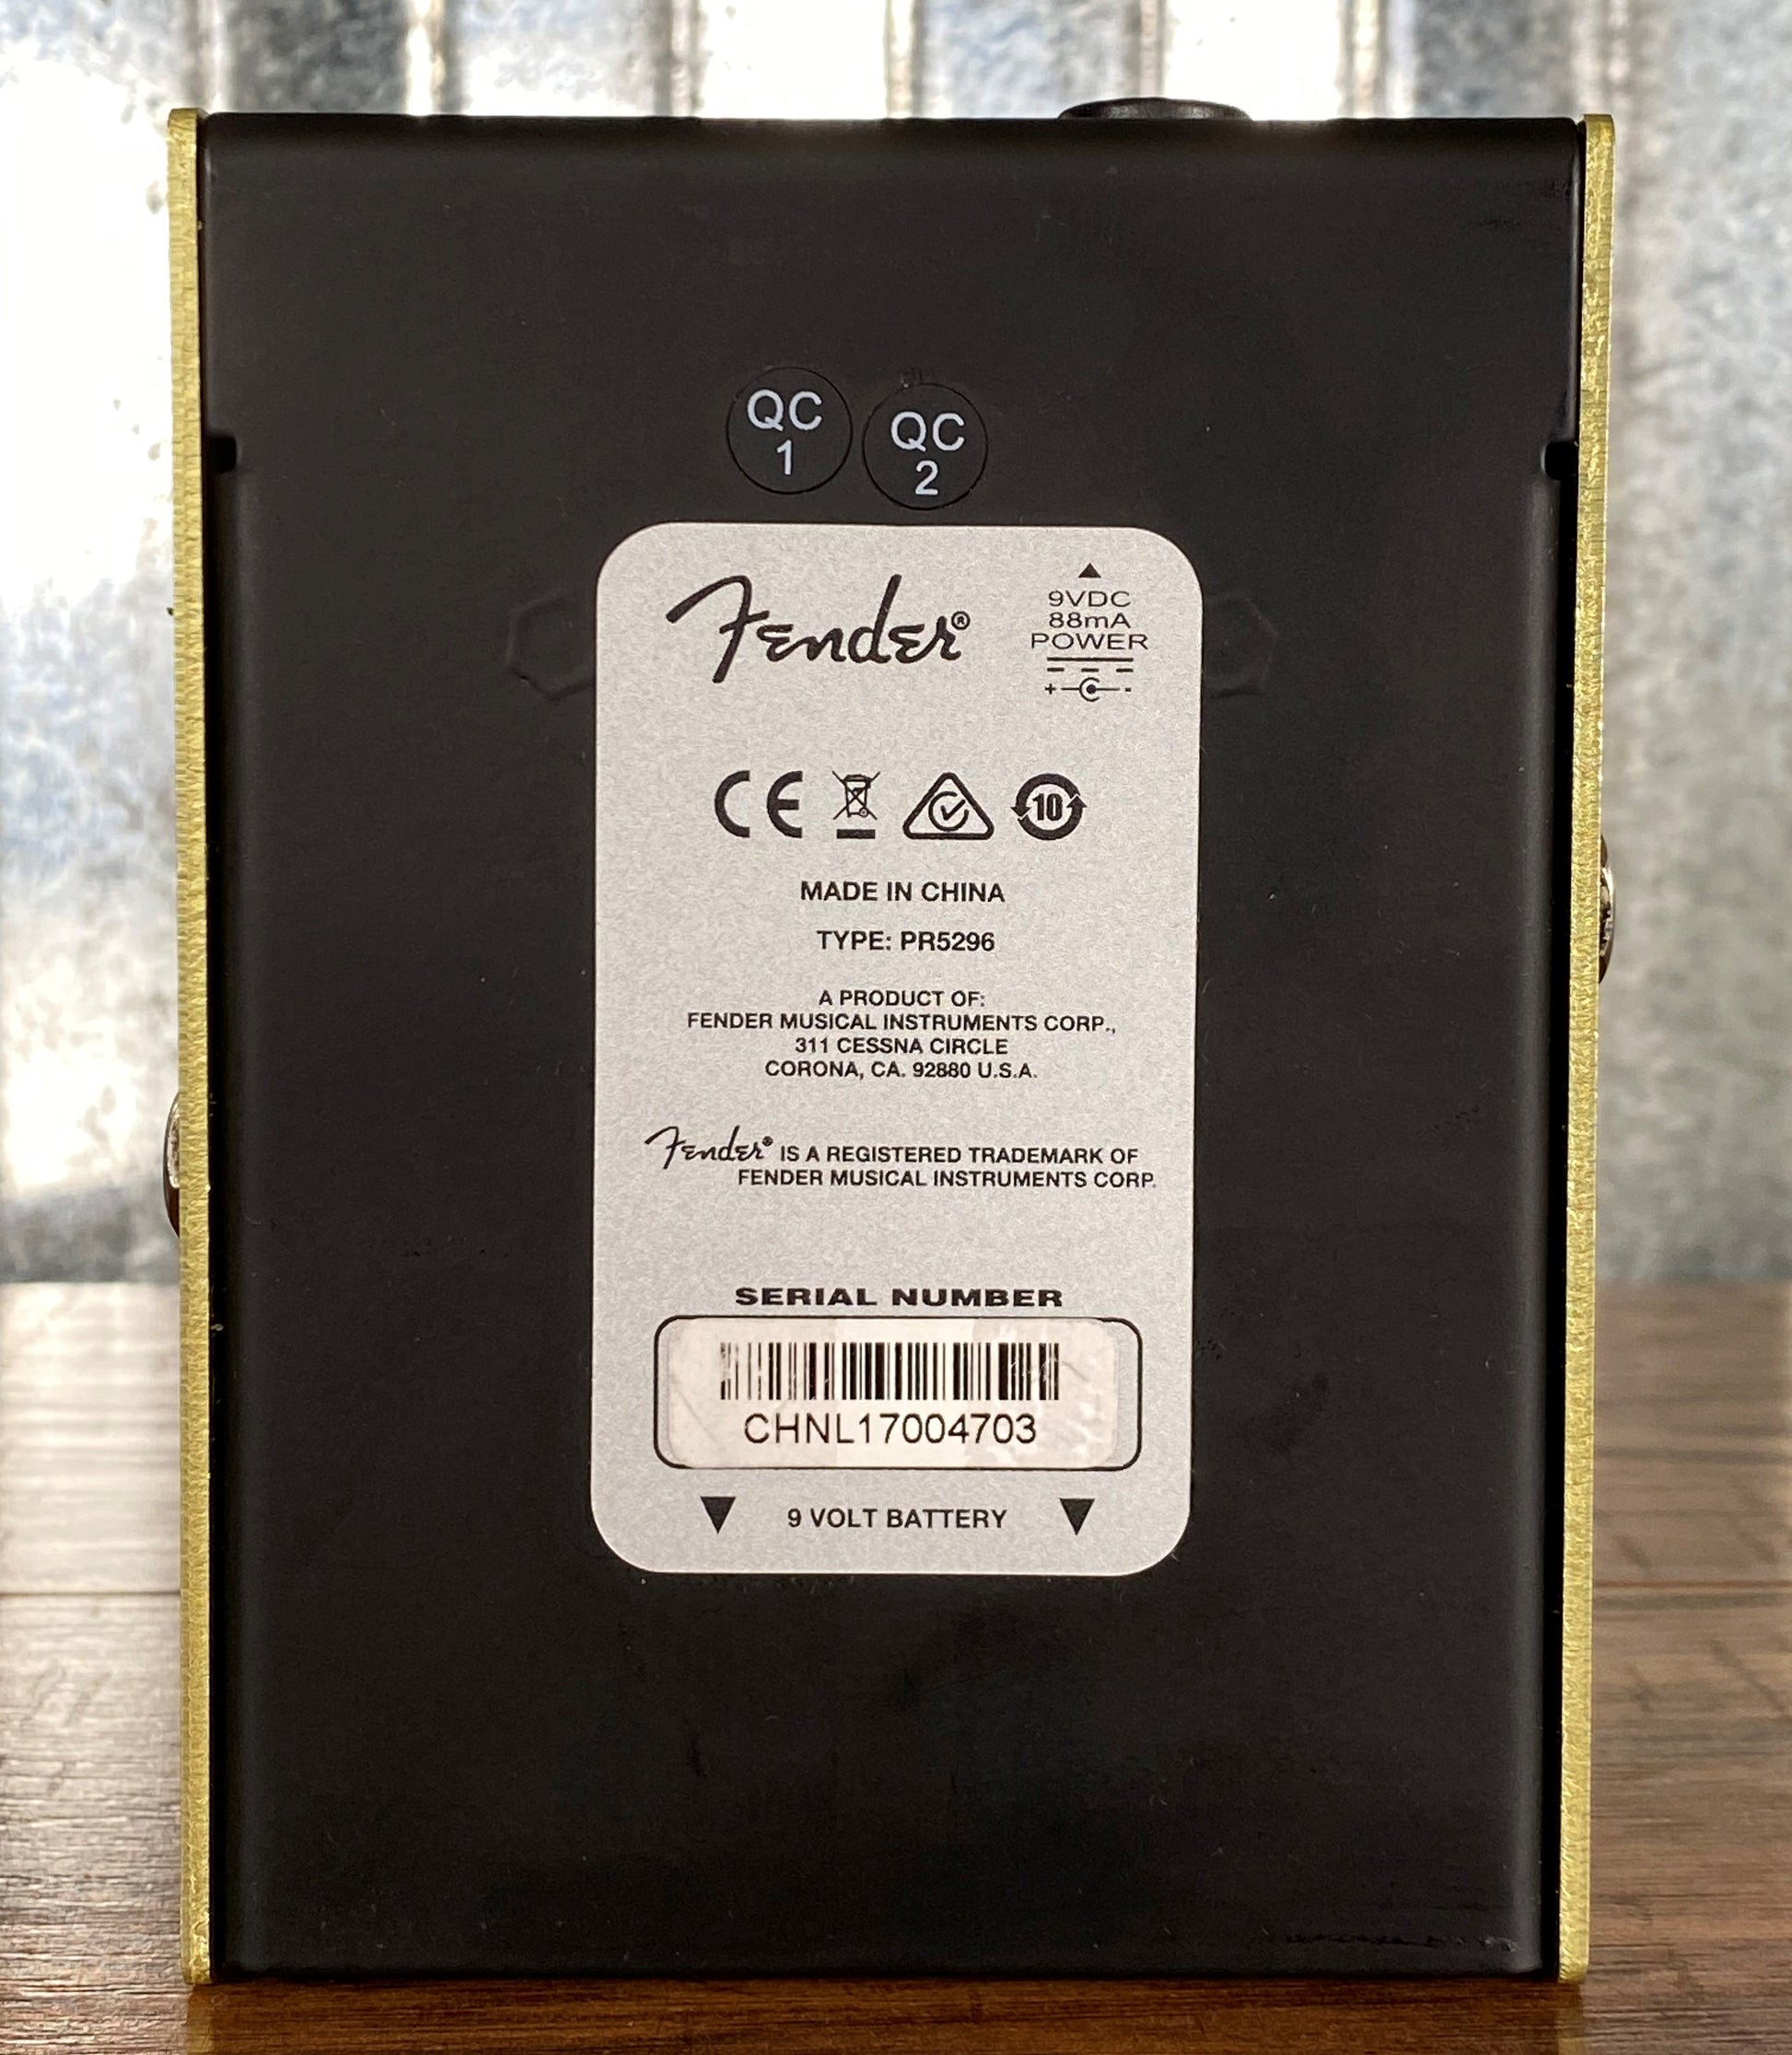 QC
1
QC
2
Fender®
9VDC
88mA
POWER
+ -
CE
10
MADE IN CHINA
TYPE: PR5296
A PRODUCT OF:
FENDER MUSICAL INSTRUMENTS CORP.,
311 CESSNA CIRCLE
CORONA, CA. 92880 U.S.A.
Fender® IS A REGISTERED TRADEMARK OF
FENDER MUSICAL INSTRUMENTS CORP.
SERIAL NUMBER
CHNL17004703
9 VOLT BATTERY